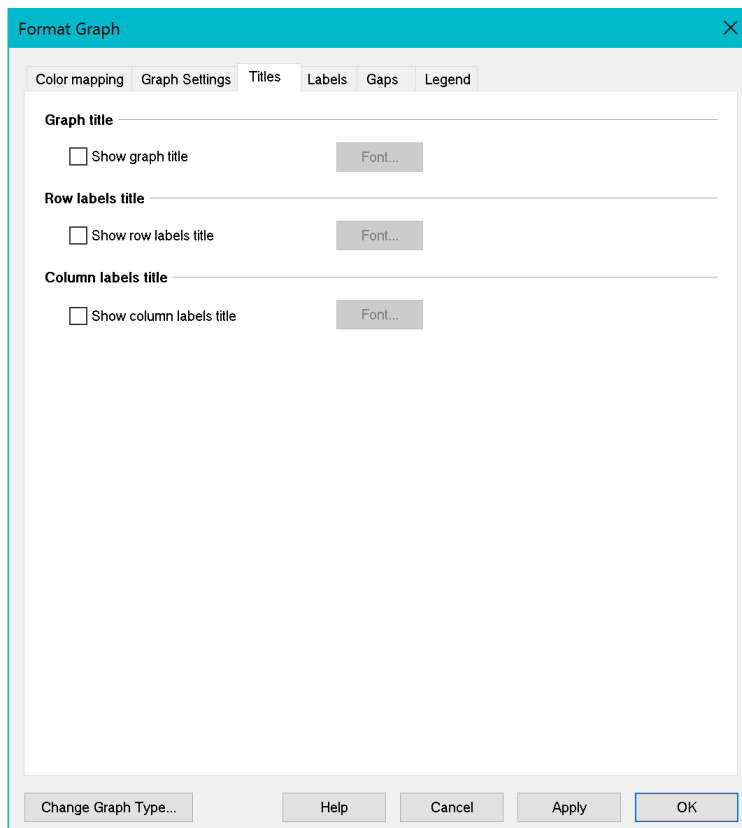 Format Graph
Color mapping Graph Settings Titles Labels Gaps Legend
Graph title
Show graph title Font...
Row labels title
Show row labels title Font...
Column labels title
Show column labels title Font...
Change Graph Type... Help Cancel Apply OK